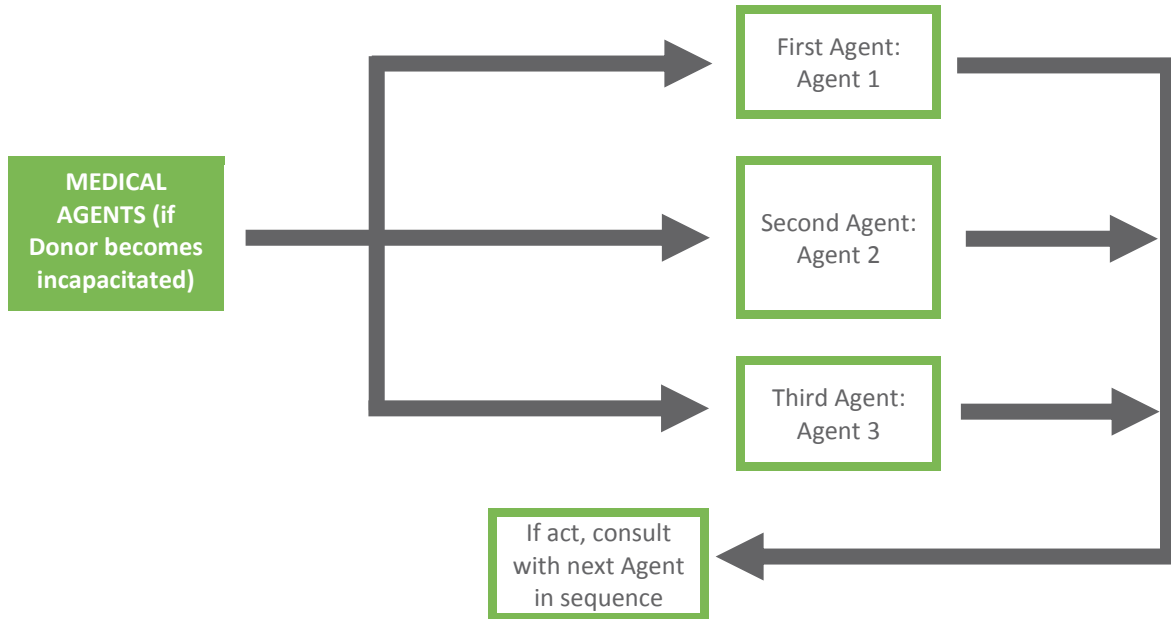 MEDICAL
AGENTS (if
Donor becomes
incapacitated)
First Agent:
Agent 1
Second Agent:
Agent 2
Third Agent:
Agent 3
If act, consult
with next Agent
in sequence